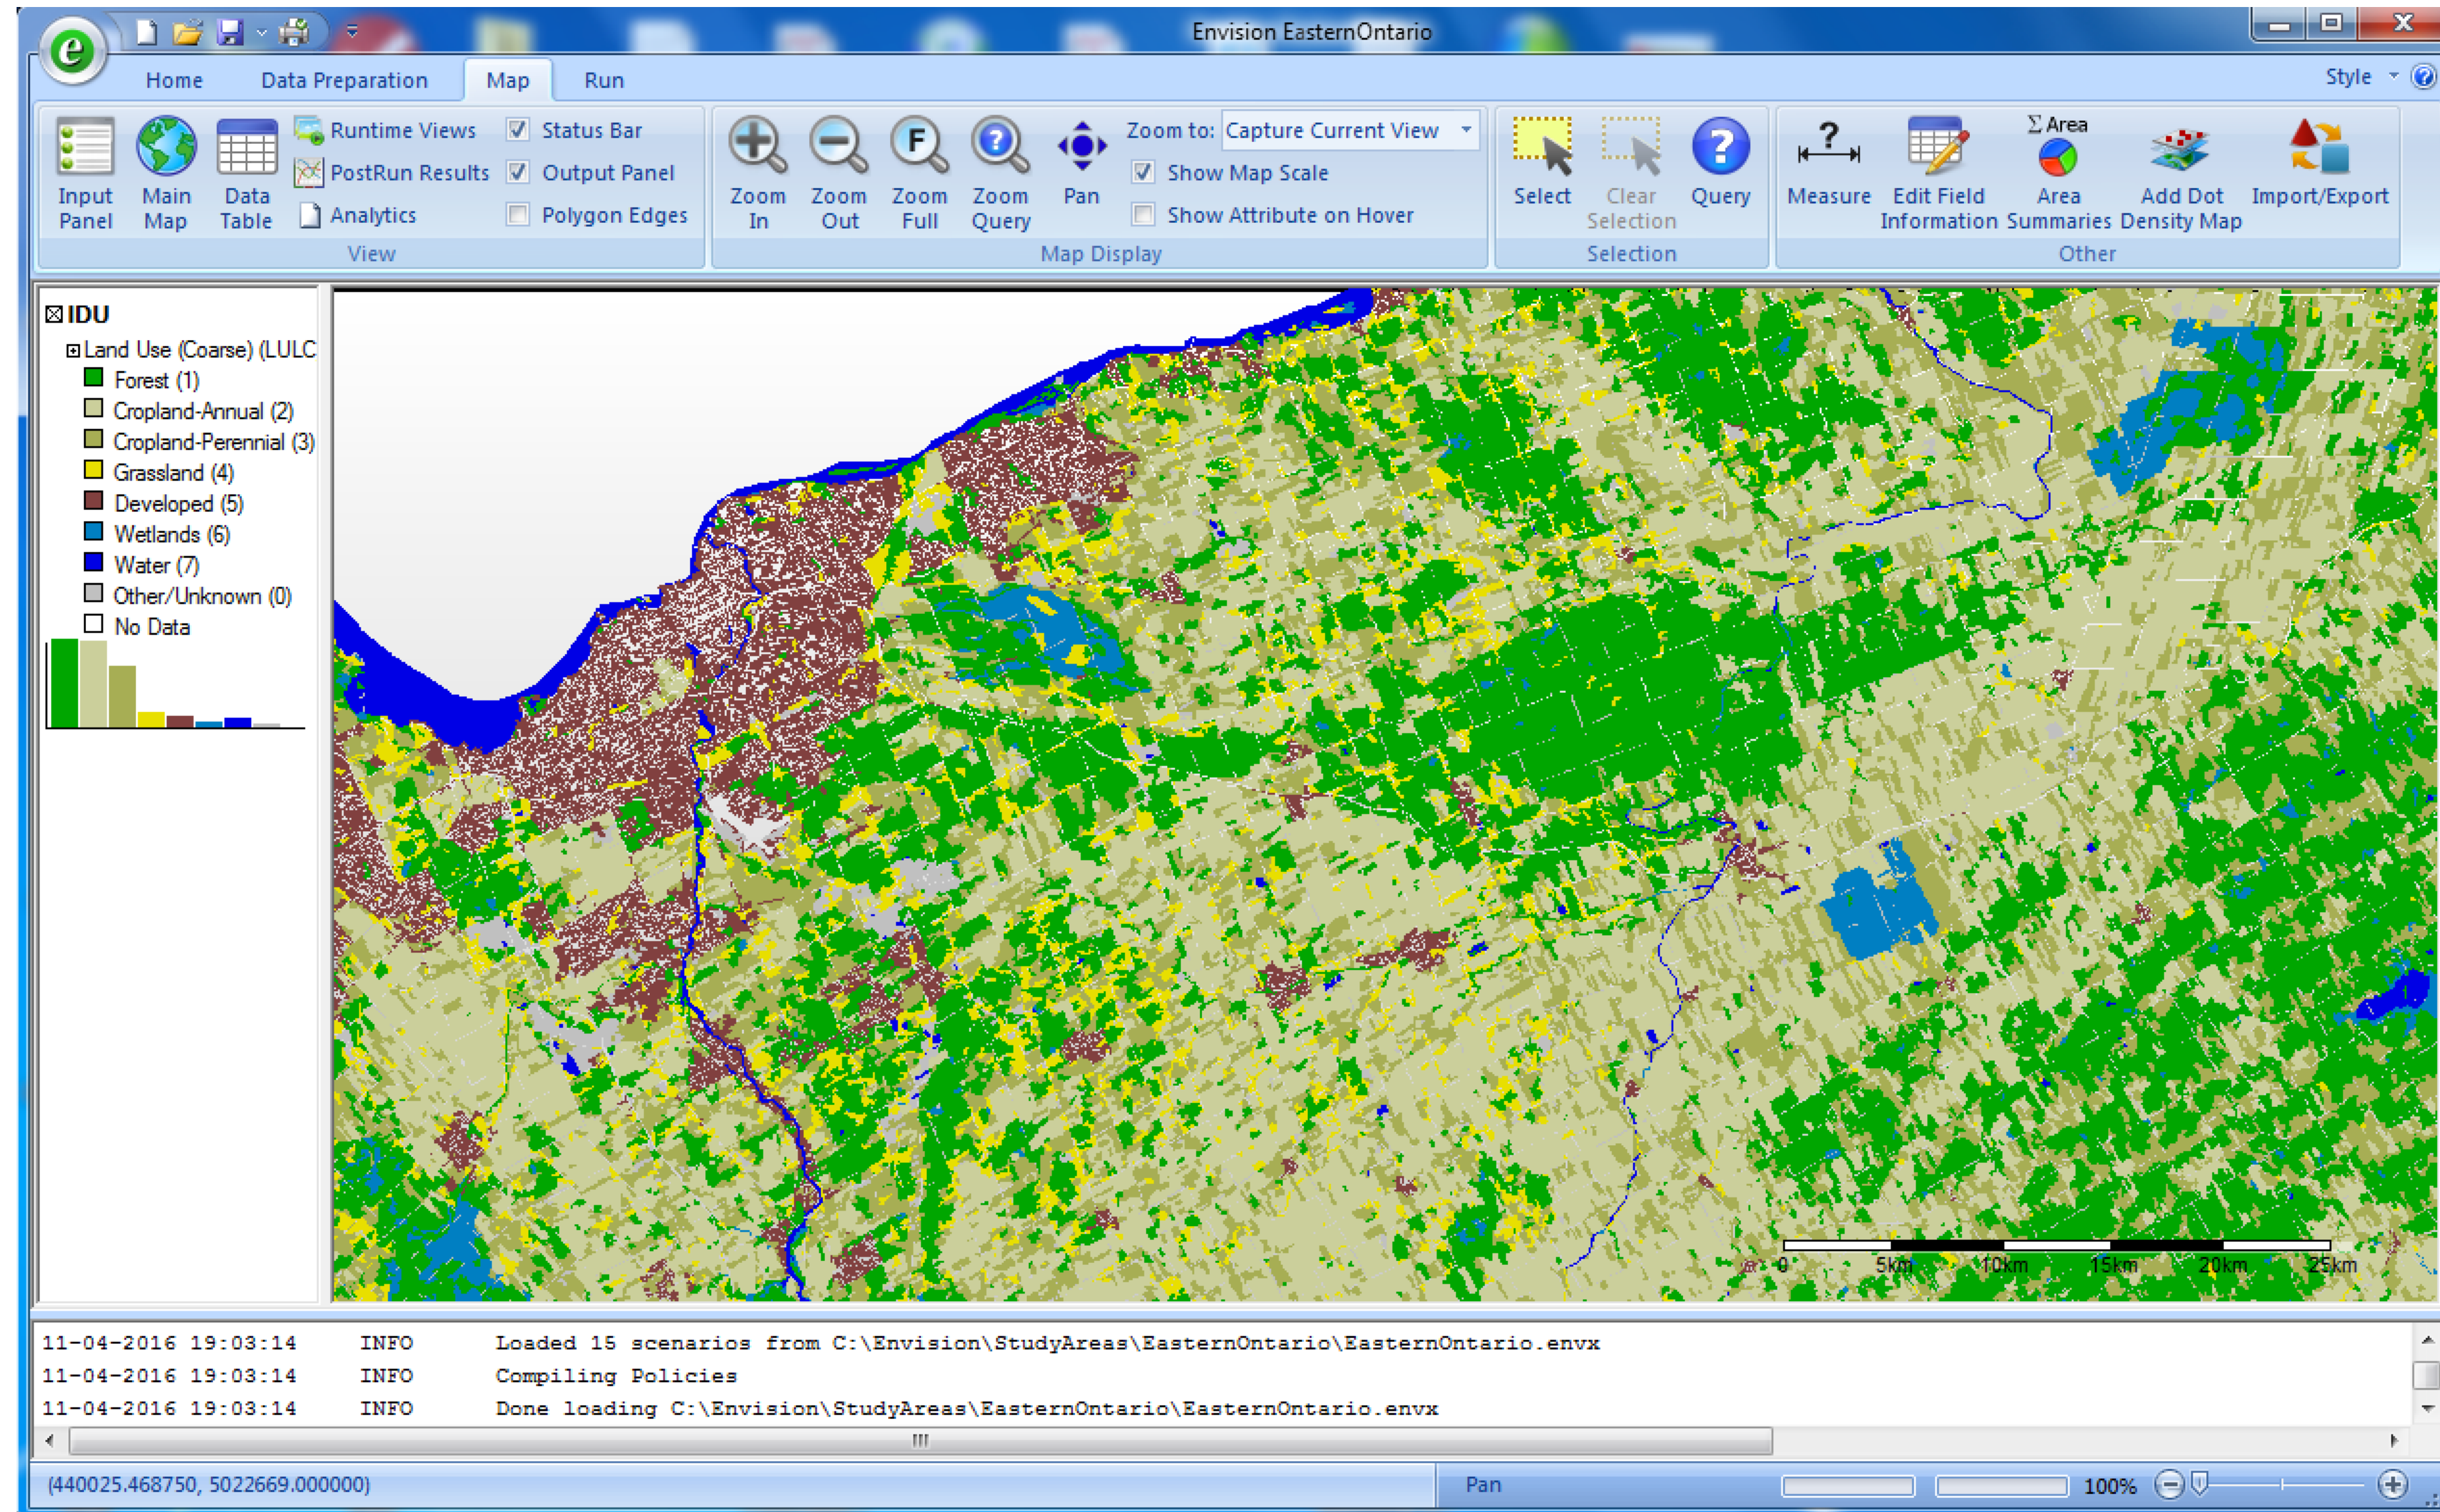 Envision EasternOntario
Home Data Preparation Map Run Style
Input Panel
Main Map
Data Table
Runtime Views
PostRun Results
Analytics
Status Bar
Output Panel
Polygon Edges
View
Zoom In
Zoom Out
Zoom Full
Zoom Query
Pan
Zoom to: Capture Current View
Show Map Scale
Show Attribute on Hover
Map Display
Select
Clear Selection
Query
Selection
Measure
Edit Field Information
Σ Area
Area Summaries
Add Dot Density Map
Import/Export
Other
IDU
Land Use (Coarse) (LULC
Forest (1)
Cropland-Annual (2)
Cropland-Perennial (3)
Grassland (4)
Developed (5)
Wetlands (6)
Water (7)
Other/Unknown (0)
No Data
0 5km 10km 15km 20km 25km
11-04-2016 19:03:14 INFO Loaded 15 scenarios from C:\Envision\StudyAreas\EasternOntario\EasternOntario.envx
11-04-2016 19:03:14 INFO Compiling Policies
11-04-2016 19:03:14 INFO Done loading C:\Envision\StudyAreas\EasternOntario\EasternOntario.envx
(440025.468750, 5022669.000000) Pan 100%